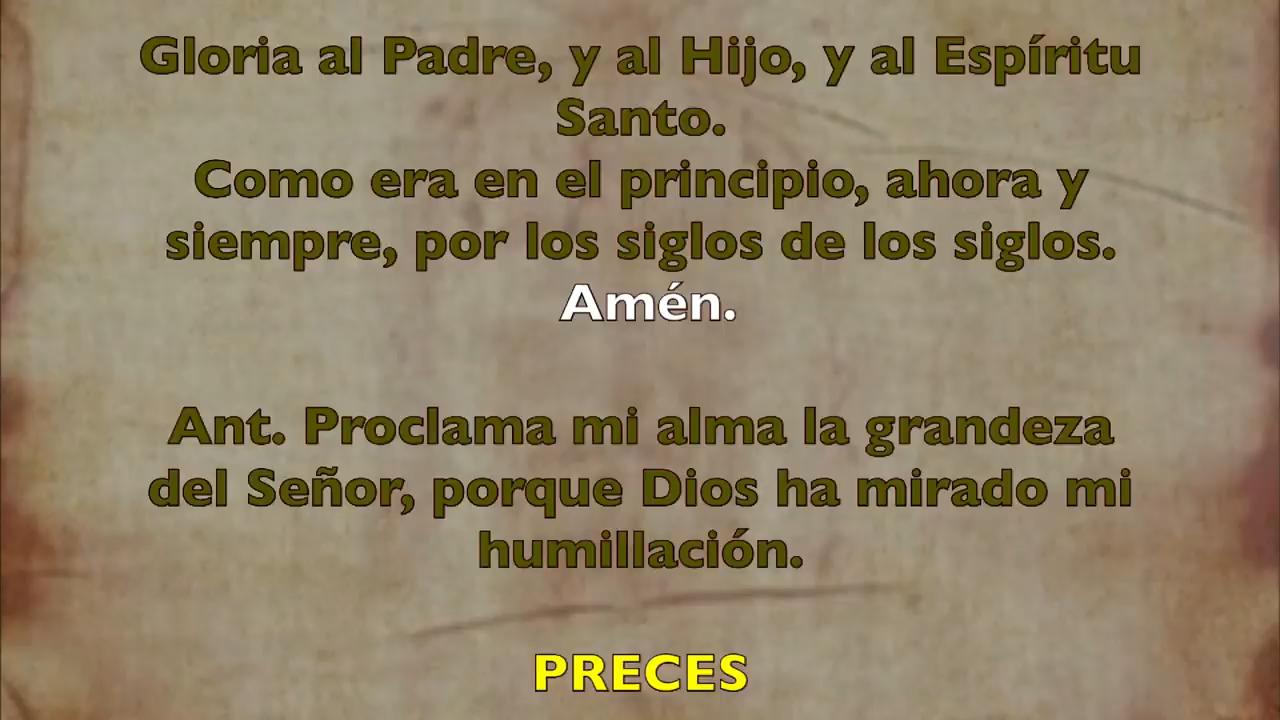 Gloria al Padre, y al Hijo, y al Espíritu
Santo.
Como era en el principio, ahora y
siempre, por los siglos de los siglos.
Amén.
Ant. Proclama mi alma la grandeza
del Señor, porque Dios ha mirado mi
humillación.
PRECES